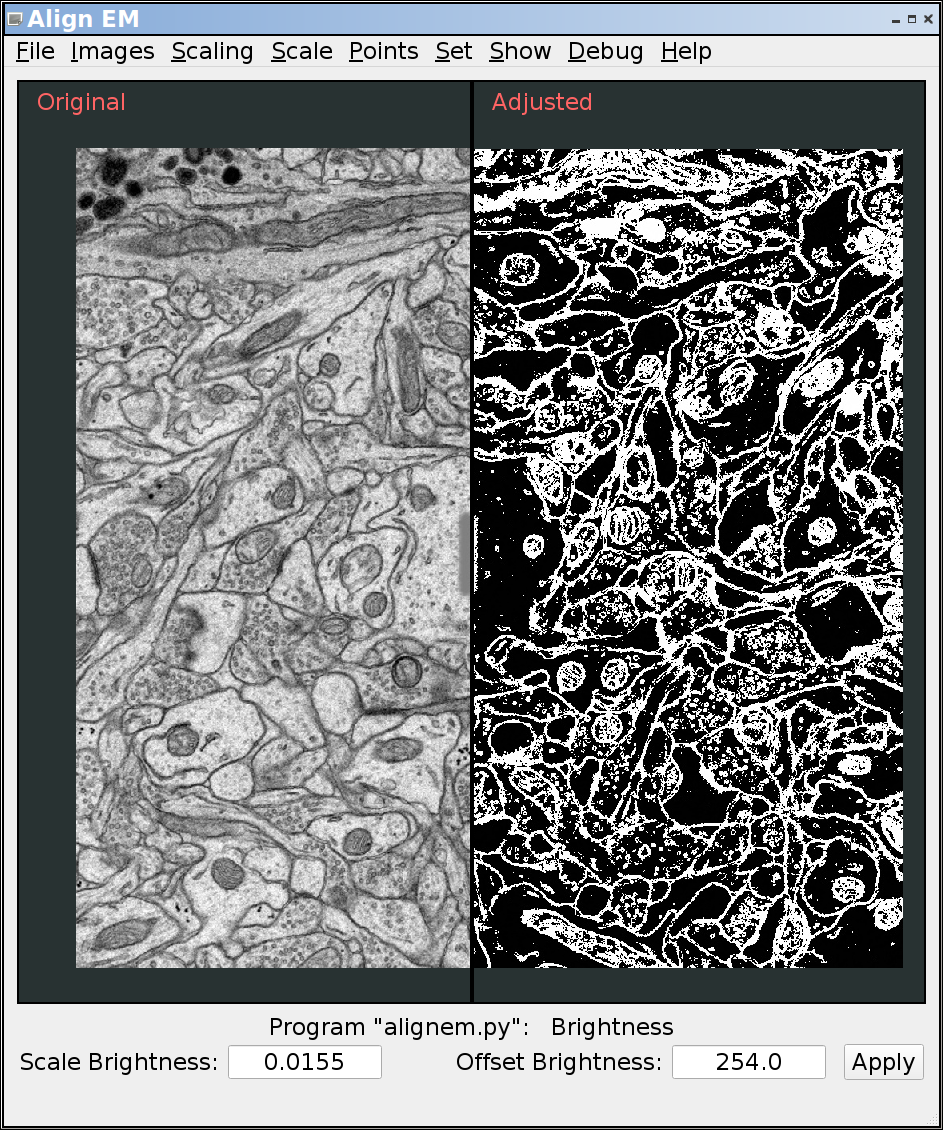 Align EM
File Images Scaling Scale Points Set Show Debug Help
Original Adjusted
Program "alignem.py": Brightness
Scale Brightness: 0.0155 Offset Brightness: 254.0 Apply